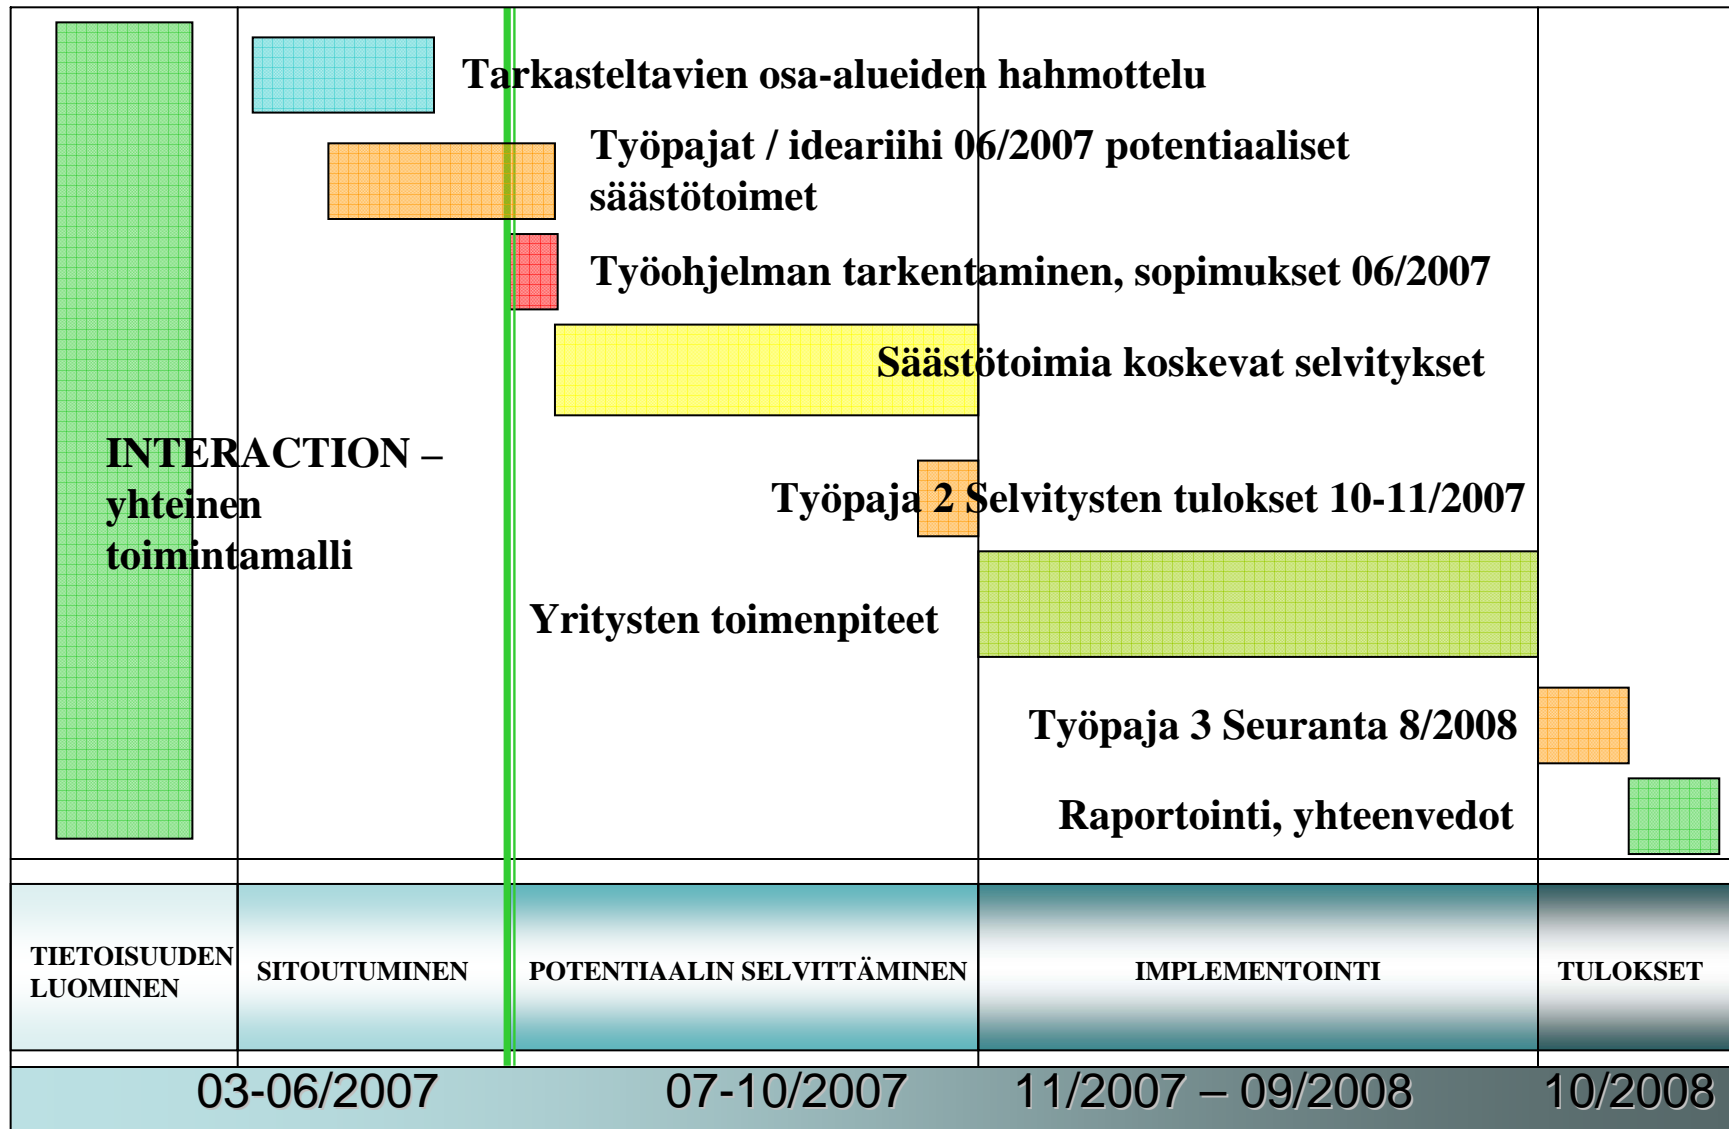 Tarkasteltavien osa-alueiden hahmottelu
Työpajat / ideariihi 06/2007 potentiaaliset
säästötoimet
Työohjelman tarkentaminen, sopimukset 06/2007
Säästötoimia koskevat selvitykset
INTERACTION –
yhteinen
toimintamalli
Työpaja 2 Selvitysten tulokset 10-11/2007
Yritysten toimenpiteet
Työpaja 3 Seuranta 8/2008
Raportointi, yhteenvedot
TIETOISUUDEN
LUOMINEN
SITOUTUMINEN
POTENTIAALIN SELVITTÄMINEN
IMPLEMENTOINTI
TULOKSET
03-06/2007
07-10/2007
11/2007 – 09/2008
10/2008